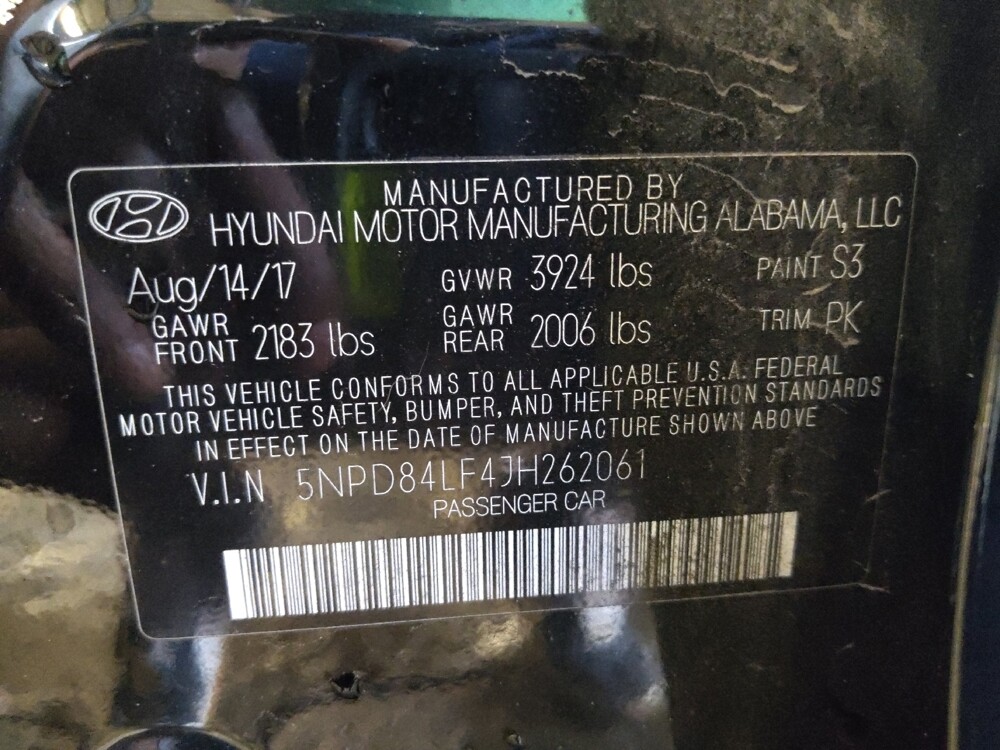 MANUFACTURED BY
HYUNDAI MOTOR MANUFACTURING ALABAMA, LLC
Aug/14/17 GVWR 3924 lbs PAINT S3
GAWR FRONT 2183 lbs GAWR REAR 2006 lbs TRIM PK
THIS VEHICLE CONFORMS TO ALL APPLICABLE U.S.A. FEDERAL
MOTOR VEHICLE SAFETY, BUMPER, AND THEFT PREVENTION STANDARDS
IN EFFECT ON THE DATE OF MANUFACTURE SHOWN ABOVE
V.I.N 5NPD84LF4JH262061
PASSENGER CAR